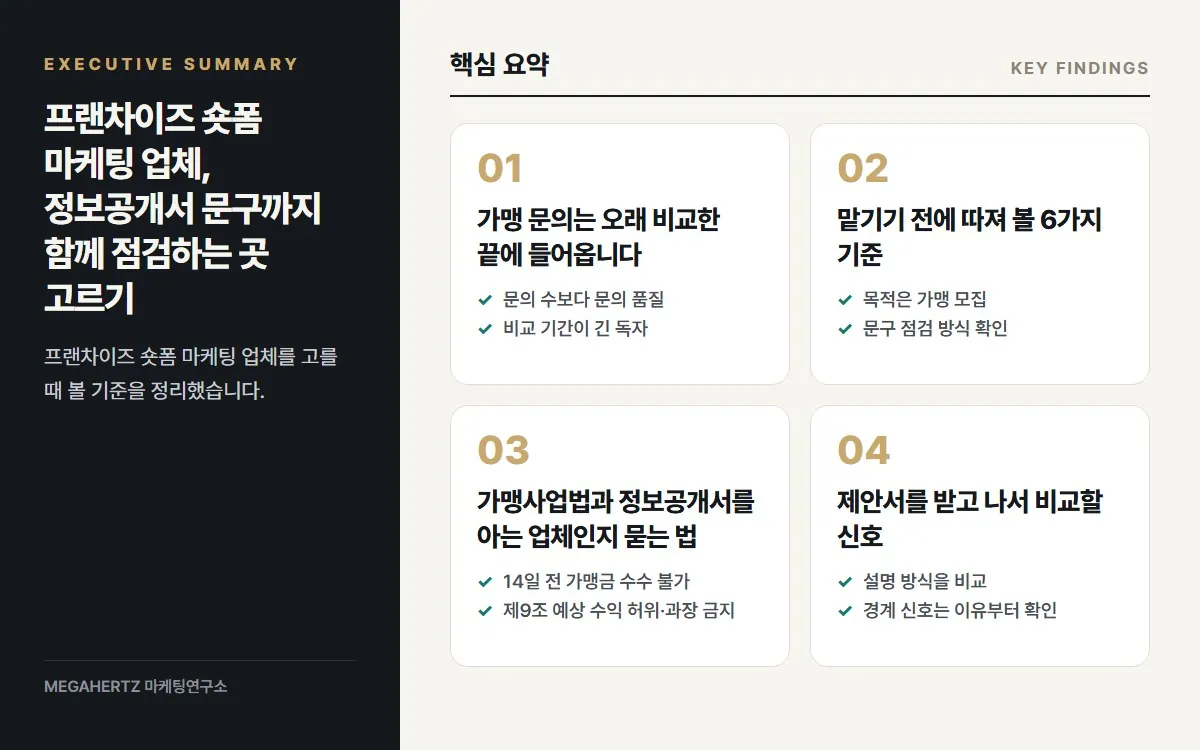 EXECUTIVE SUMMARY
프랜차이즈 숏폼
마케팅 업체,
정보공개서 문구까지
함께 점검하는 곳
고르기
프랜차이즈 숏폼 마케팅 업체를 고를
때 볼 기준을 정리했습니다.
MEGAHERTZ 마케팅연구소
핵심 요약
KEY FINDINGS
01
가맹 문의는 오래 비교한
끝에 들어옵니다
문의 수보다 문의 품질
비교 기간이 긴 독자
02
맡기기 전에 따져 볼 6가지
기준
목적은 가맹 모집
문구 점검 방식 확인
03
가맹사업법과 정보공개서를
아는 업체인지 묻는 법
14일 전 가맹금 수수 불가
제9조 예상 수익 허위·과장 금지
04
제안서를 받고 나서 비교할
신호
설명 방식을 비교
경계 신호는 이유부터 확인